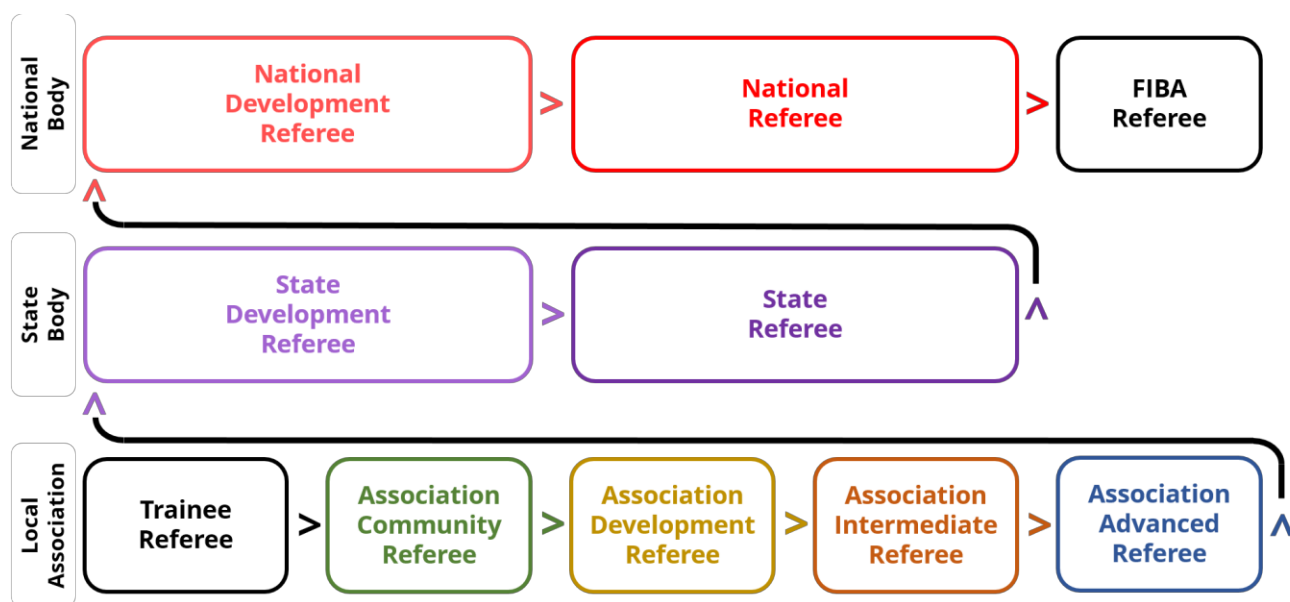 National
Body
National
Development
Referee
>
National
Referee
>
FIBA
Referee
State
Body
State
Development
Referee
>
State
Referee
Local
Association
Trainee
Referee
>
Association
Community
Referee
>
Association
Development
Referee
>
Association
Intermediate
Referee
>
Association
Advanced
Referee